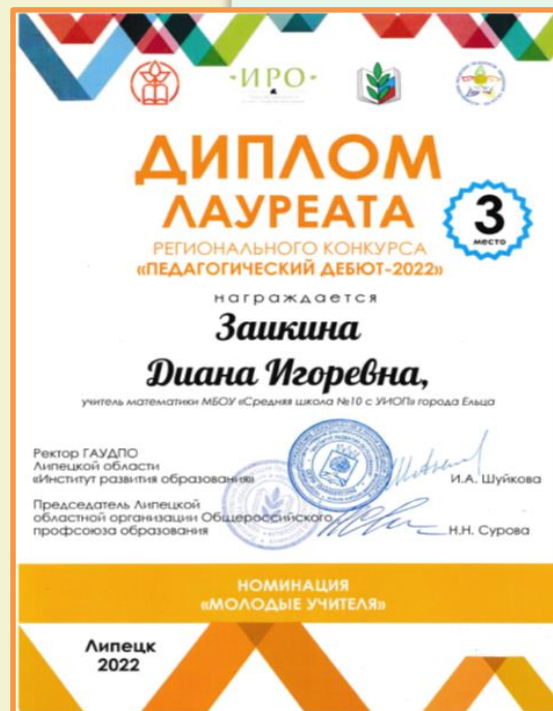 ·ИРО·
ДИПЛОМ
ЛАУРЕАТА
3
место
РЕГИОНАЛЬНОГО КОНКУРСА
«ПЕДАГОГИЧЕСКИЙ ДЕБЮТ-2022»
награждается
Заикина
Диана Игоревна,
учитель математики МБОУ «Средняя школа №10 с УИОП» города Ельца
Ректор ГАУДПО
Липецкой области
«Институт развития образования»
И.А. Шуйкова
Председатель Липецкой
областной организации Общероссийского
профсоюза образования
Н.Н. Сурова
НОМИНАЦИЯ
«МОЛОДЫЕ УЧИТЕЛЯ»
Липецк
2022